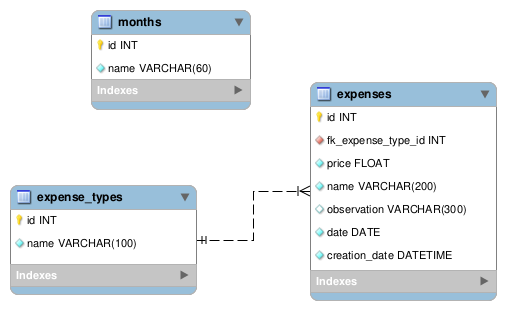 months
id INT
name VARCHAR(60)
Indexes
expenses
id INT
fk_expense_type_id INT
price FLOAT
name VARCHAR(200)
observation VARCHAR(300)
date DATE
creation_date DATETIME
Indexes
expense_types
id INT
name VARCHAR(100)
Indexes